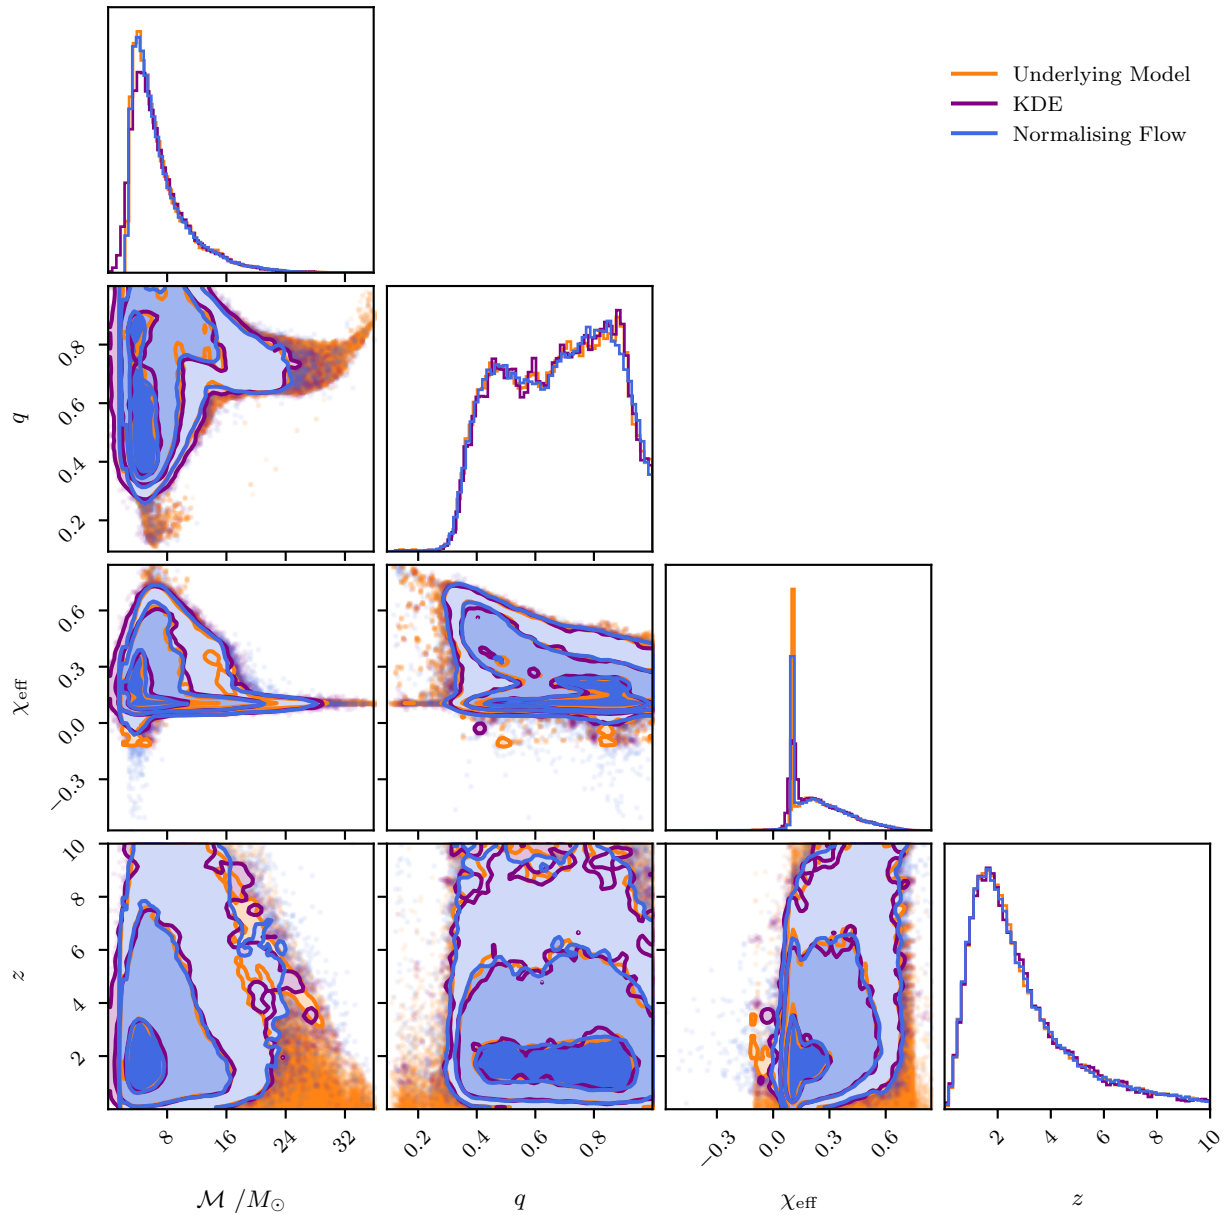 Underlying Model
KDE
Normalising Flow
q
0.8
0.6
0.4
0.2
χeff
0.6
0.3
0.0
−0.3
z
10
8
6
4
2
8 16 24 32
0.2 0.4 0.6 0.8
−0.3 0.0 0.3 0.6
2 4 6 8 10
ℳ /M⊙ q χeff z